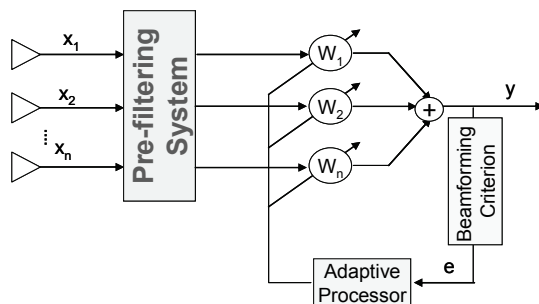 x1
x2
....
xn
Pre-filtering
System
W1
W2
Wn
+
y
Beamforming
Criterion
e
Adaptive
Processor